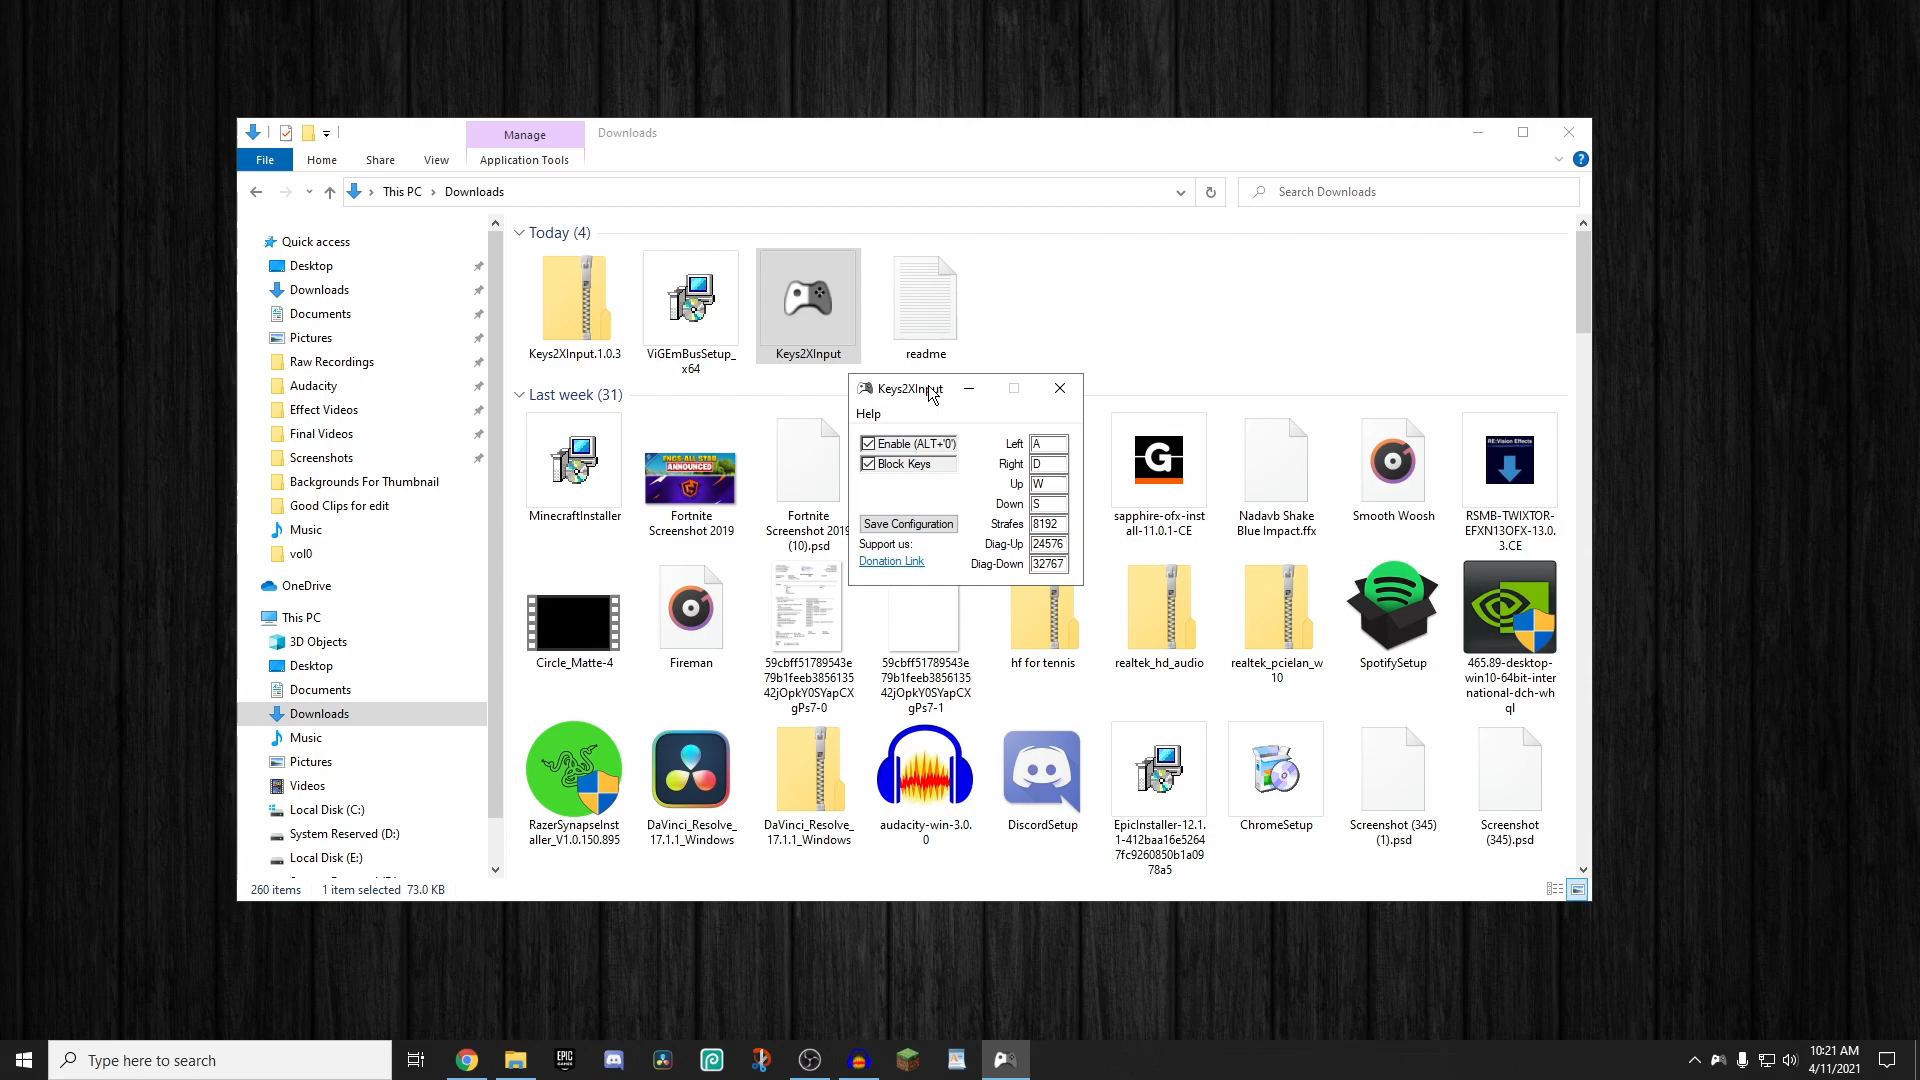 Manage
Downloads
File
Home
Share
View
Application Tools
This PC
Downloads
Search Downloads
Quick access
Desktop
Downloads
Documents
Pictures
Raw Recordings
Audacity
Effect Videos
Final Videos
Screenshots
Backgrounds For Thumbnail
Good Clips for edit
Music
vol0
OneDrive
This PC
3D Objects
Desktop
Documents
Downloads
Music
Pictures
Videos
Local Disk (C:)
System Reserved (D:)
Local Disk (E:)
Today (4)
Keys2XInput.1.0.3
ViGEmBusSetup_
x64
Keys2XInput
readme
Last week (31)
MinecraftInstaller
FNCS ALL-STAR
ANNOUNCED
Fortnite
Screenshot 2019
Fortnite
Screenshot 2019
(10).psd
Keys2XInput
Help
Enable (ALT+'0')
Block Keys
Save Configuration
Support us:
Donation Link
Left A
Right D
Up W
Down S
Strafes 8192
Diag-Up 24576
Diag-Down 32767
G
sapphire-ofx-inst
all-11.0.1-CE
Nadavb Shake
Blue Impact.ffx
Smooth Woosh
RE:Vision Effects
RSMB-TWIXTOR-
EFXN13OFX-13.0.
3.CE
Circle_Matte-4
Fireman
59cbff51789543e
79b1feeb3856135
42jOpkY0SYapCX
gPs7-0
59cbff51789543e
79b1feeb3856135
42jOpkY0SYapCX
gPs7-1
hf for tennis
realtek_hd_audio
realtek_pcielan_w
10
SpotifySetup
465.89-desktop-
win10-64bit-inter
national-dch-wh
ql
RazerSynapseInst
aller_V1.0.150.895
DaVinci_Resolve_
17.1.1_Windows
DaVinci_Resolve_
17.1.1_Windows
audacity-win-3.0.
0
DiscordSetup
EpicInstaller-12.1.
1-412baa16e5264
7fc9260850b1a09
78a5
ChromeSetup
Screenshot (345)
(1).psd
Screenshot
(345).psd
260 items
1 item selected 73.0 KB
Type here to search
EPIC
GAMES
10:21 AM
4/11/2021